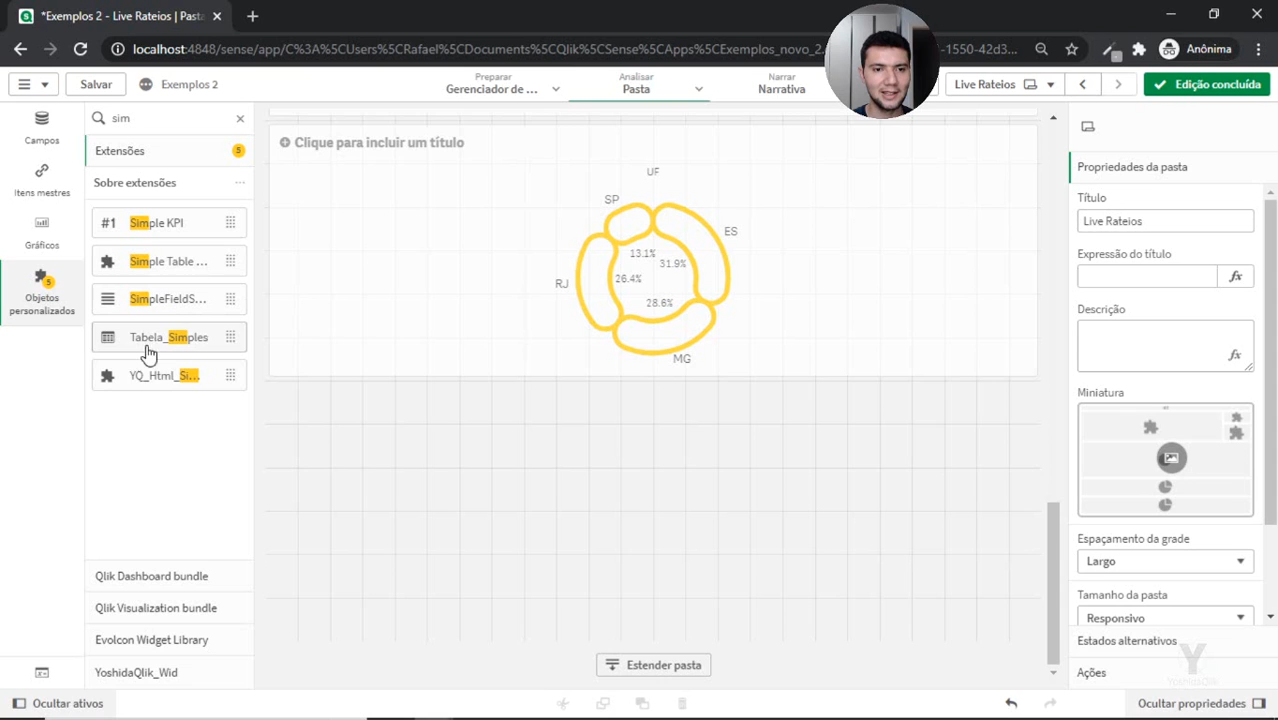 *Exemplos 2 - Live Rateios | Pasta
localhost:4848/sense/app/C%3A%5CUsers%5CRafael%5CDocuments%5CQlik%5CSense%5CApps%5CExemplos_novo_2.
-1550-42d3...
Anônima
Salvar
Exemplos 2
Preparar
Gerenciador de ...
Analisar
Pasta
Narrar
Narrativa
Live Rateios
Edição concluída
Campos
Itens mestres
Gráficos
5
Objetos
personalizados
sim
Extensões
5
Sobre extensões
...
#1 Simple KPI
Simple Table ...
SimpleFieldS...
Tabela_Simples
YQ_Html_Si...
Qlik Dashboard bundle
Qlik Visualization bundle
Evolcon Widget Library
YoshidaQlik_Wid
Clique para incluir um título
UF
SP
ES
13.1%
31.9%
RJ
26.4%
28.6%
MG
Estender pasta
Propriedades da pasta
Título
Live Rateios
Expressão do título
fx
Descrição
fx
Miniatura
Espaçamento da grade
Largo
Tamanho da pasta
Responsivo
Estados alternativos
Ações
Y
YoshidaQlik
Ocultar ativos
Ocultar propriedades